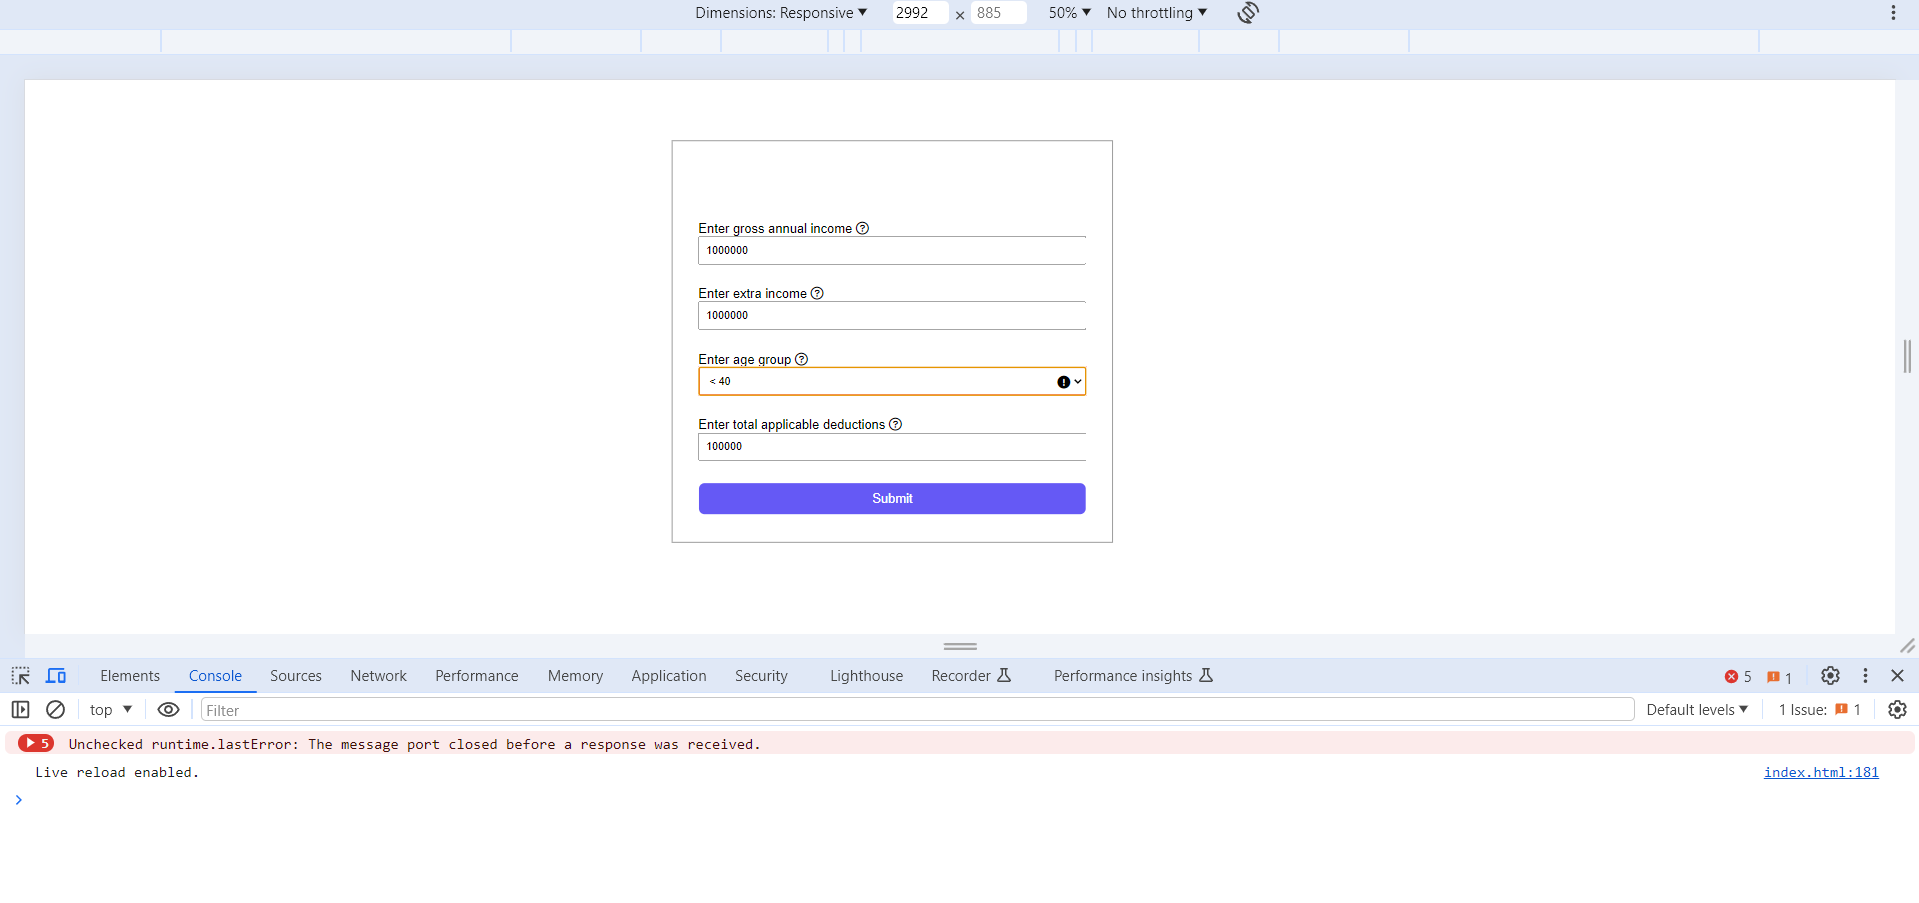 Dimensions: Responsive ▼ 2992 × 885 50% ▼ No throttling ▼
Enter gross annual income ?
1000000
Enter extra income ?
1000000
Enter age group ?
< 40
Enter total applicable deductions ?
100000
Submit
Elements Console Sources Network Performance Memory Application Security Lighthouse Recorder Performance insights 5 1
top ▼ Filter Default levels ▼ 1 Issue: 1
5 Unchecked runtime.lastError: The message port closed before a response was received.
Live reload enabled. index.html:181